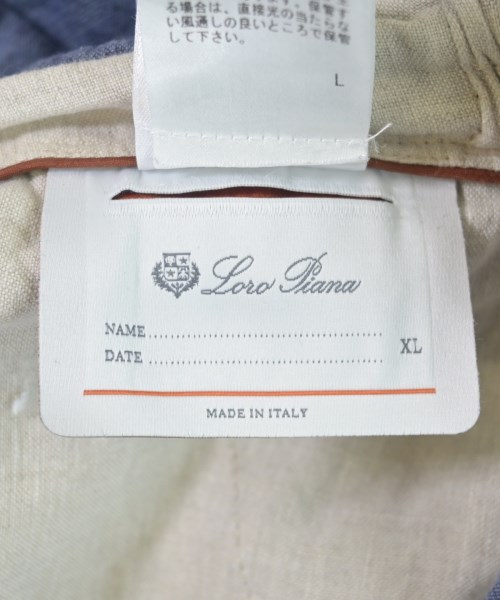 る場合は、直接光の当たらな
い風通しの良いところで保管
して下さい。
L
Loro Piana
NAME
DATE
XL
MADE IN ITALY